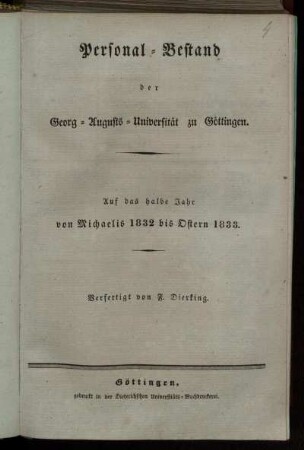 Personal-Bestand
der
Georg-Augusts-Universität zu Göttingen.
Auf das halbe Jahr
von Michaelis 1832 bis Ostern 1833.
Verfertigt von F. Dierking.
Göttingen,
gedruckt in der Dieterichschen Universitäts-Buchdruckerei.